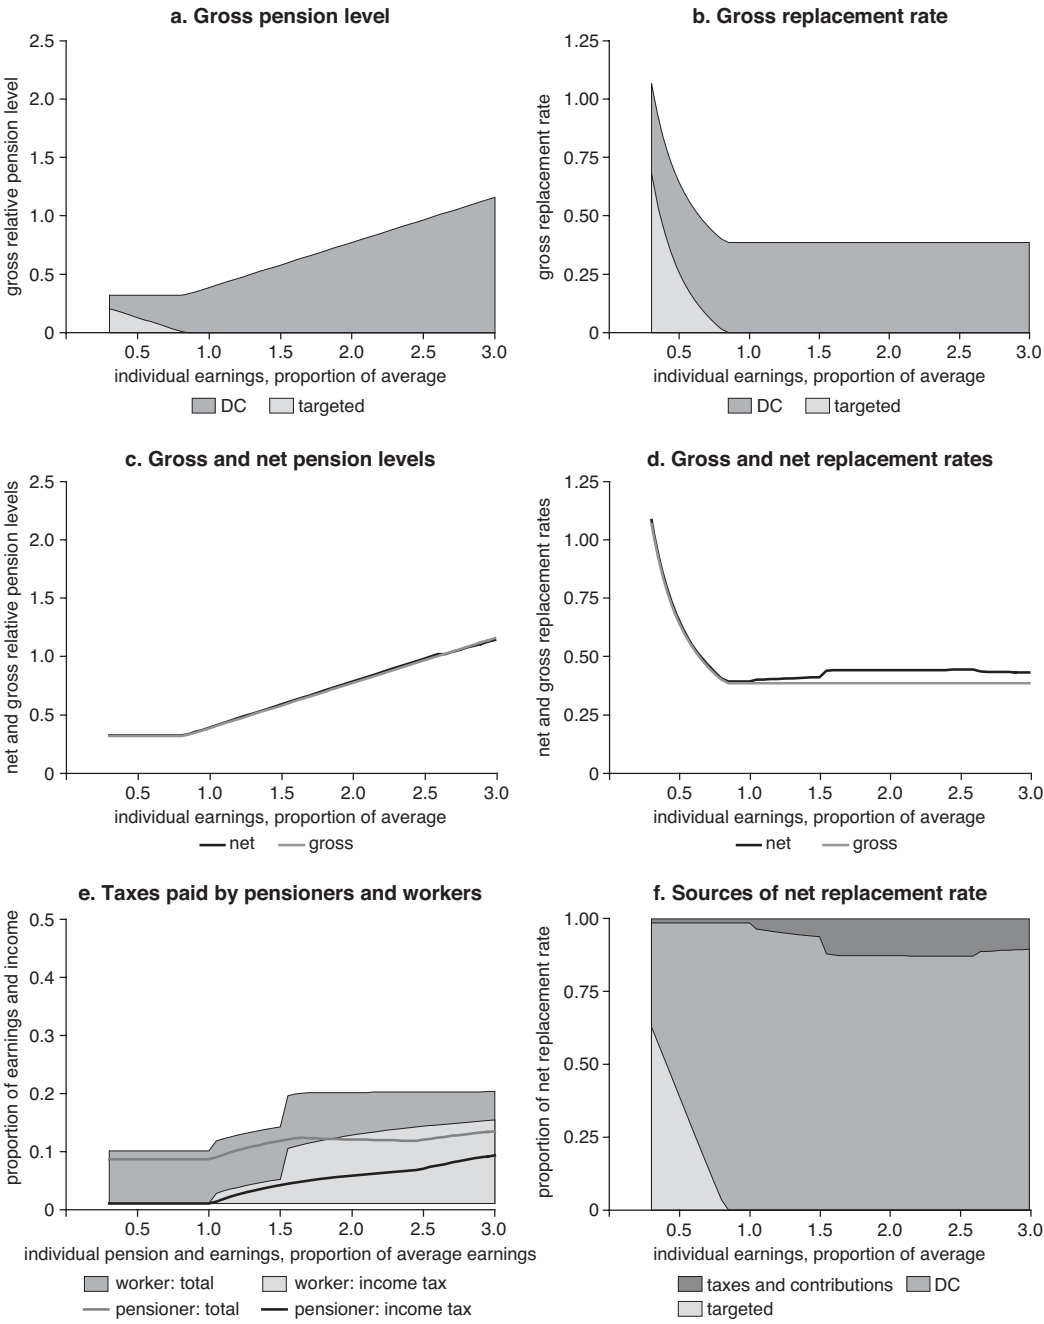 a. Gross pension level
gross relative pension level
2.5
2.0
1.5
1.0
0.5
0
0.5 1.0 1.5 2.0 2.5 3.0
individual earnings, proportion of average
DC targeted
b. Gross replacement rate
gross replacement rate
1.25
1.00
0.75
0.50
0.25
0
0.5 1.0 1.5 2.0 2.5 3.0
individual earnings, proportion of average
DC targeted
c. Gross and net pension levels
net and gross relative pension levels
2.5
2.0
1.5
1.0
0.5
0
0.5 1.0 1.5 2.0 2.5 3.0
individual earnings, proportion of average
net gross
d. Gross and net replacement rates
net and gross replacement rates
1.25
1.00
0.75
0.50
0.25
0
0.5 1.0 1.5 2.0 2.5 3.0
individual earnings, proportion of average
net gross
e. Taxes paid by pensioners and workers
proportion of earnings and income
0.5
0.4
0.3
0.2
0.1
0
0.5 1.0 1.5 2.0 2.5 3.0
individual pension and earnings, proportion of average earnings
worker: total worker: income tax
pensioner: total pensioner: income tax
f. Sources of net replacement rate
proportion of net replacement rate
1.00
0.75
0.50
0.25
0
0.5 1.0 1.5 2.0 2.5 3.0
individual earnings, proportion of average
taxes and contributions DC
targeted